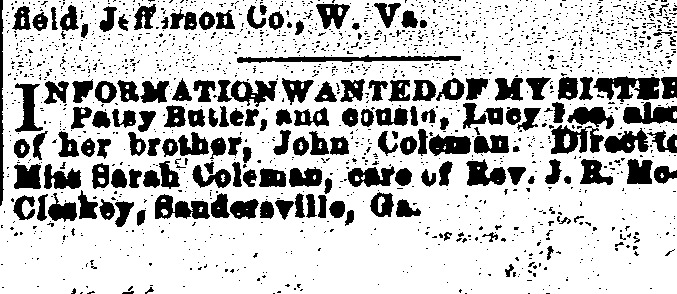 field, Jefferson Co., W. Va.
INFORMATION WANTED OF MY SISTER
Patsy Butler, and cousin, Lucy Lee, also
of her brother, John Coleman. Direct to
Miss Sarah Coleman, care of Rev. J. R. Mc-
Closkey, Sandersville, Ga.